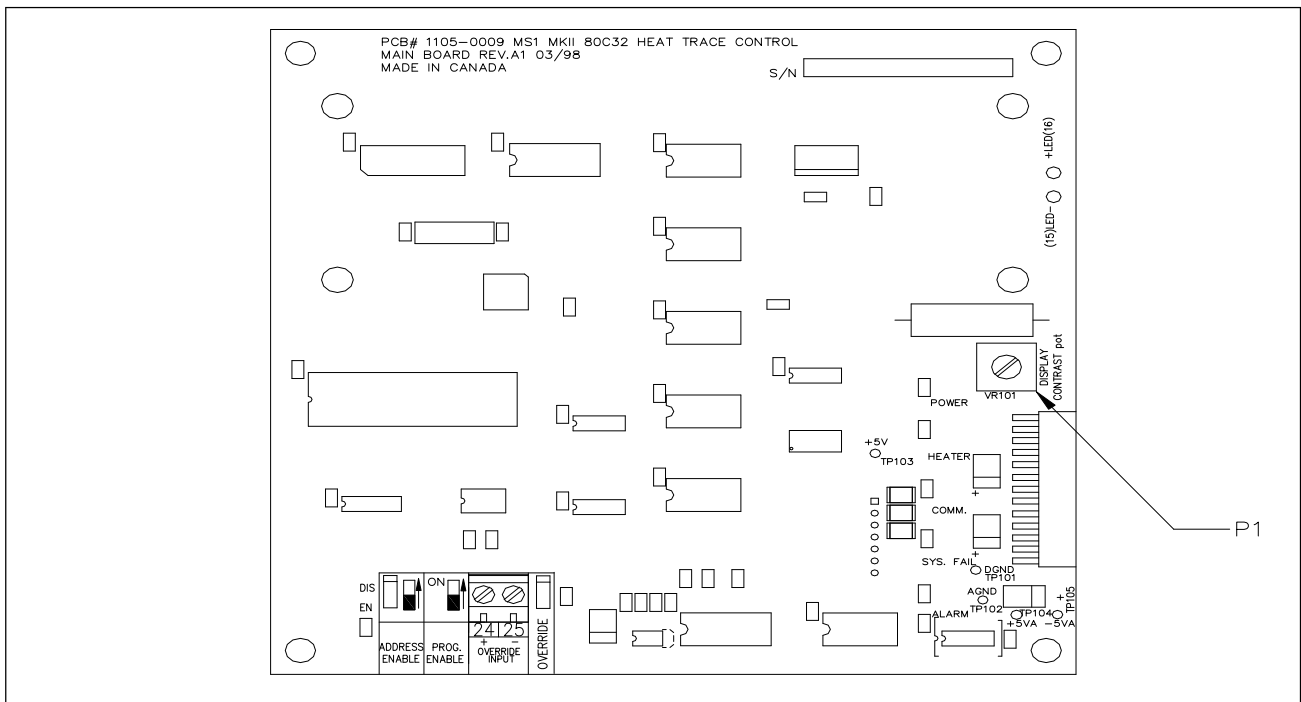 PCB# 1105-0009 MS1 MKII 80C32 HEAT TRACE CONTROL
MAIN BOARD REV.A1 03/98
MADE IN CANADA
S/N
+LED(16)
(15)LED-
DISPLAY
CONTRAST pot
VR101
POWER
+5V
TP103
HEATER
+
COMM.
P1
+
SYS. FAIL
DGND
TP101
AGND
TP102
+
TP105
TP104
+5VA -5VA
ALARM
DIS
EN
ON
24 25
+ -
ADDRESS
ENABLE
PROG.
ENABLE
OVERRIDE
INPUT
OVERRIDE